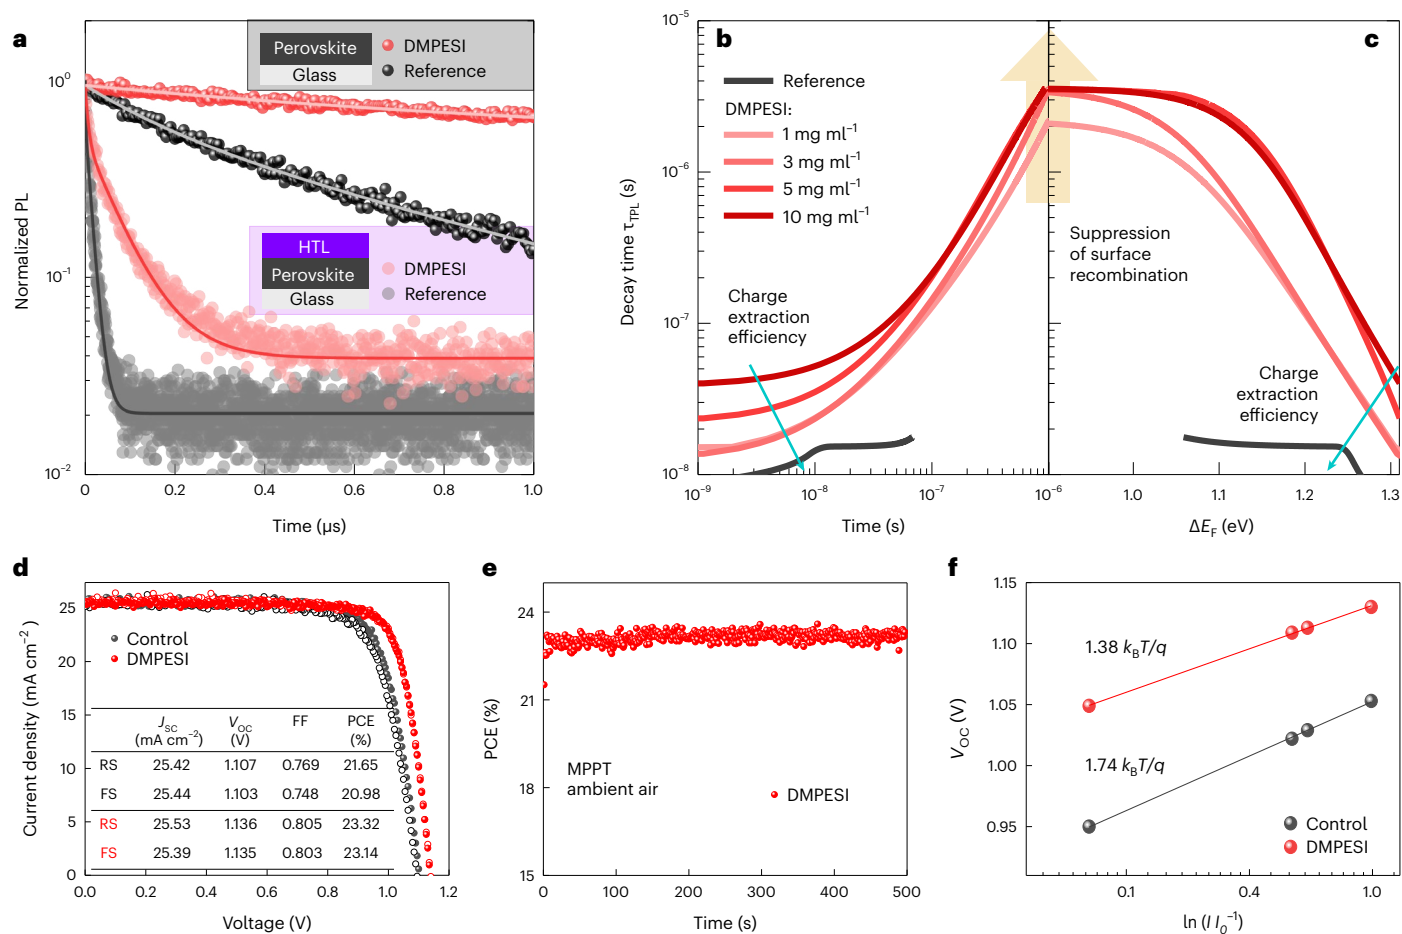 a
Perovskite
Glass
DMPESI
Reference
10⁰
10⁻¹
10⁻²
Normalized PL
HTL
Perovskite
Glass
DMPESI
Reference
0
0.2
0.4
0.6
0.8
1.0
Time (µs)
b
c
10⁻⁵
10⁻⁶
10⁻⁷
10⁻⁸
Decay time τTPL (s)
Reference
DMPESI:
1 mg ml⁻¹
3 mg ml⁻¹
5 mg ml⁻¹
10 mg ml⁻¹
Charge
extraction
efficiency
Suppression
of surface
recombination
Charge
extraction
efficiency
10⁻⁹
10⁻⁸
10⁻⁷
10⁻⁶
1.0
1.1
1.2
1.3
Time (s)
ΔEF (eV)
d
Current density (mA cm⁻²)
25
20
15
10
5
0
Control
DMPESI
JSC VOC FF PCE
(mA cm⁻²) (V) (%)
RS 25.42 1.107 0.769 21.65
FS 25.44 1.103 0.748 20.98
RS 25.53 1.136 0.805 23.32
FS 25.39 1.135 0.803 23.14
0.0
0.2
0.4
0.6
0.8
1.0
1.2
Voltage (V)
e
PCE (%)
24
21
18
15
MPPT
ambient air
DMPESI
0
100
200
300
400
500
Time (s)
f
VOC (V)
1.15
1.10
1.05
1.00
0.95
1.38 kBT/q
1.74 kBT/q
Control
DMPESI
0.1
0.4
1.0
ln (I I0⁻¹)